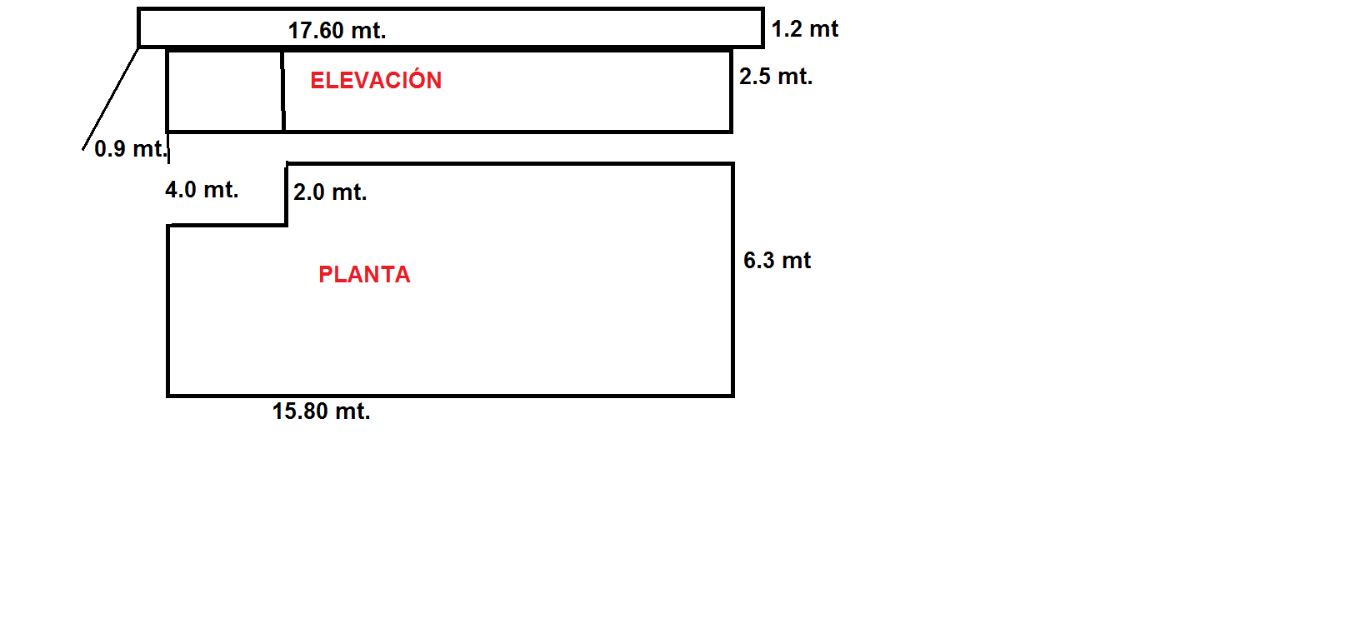 17.60 mt.
1.2 mt
ELEVACIÓN
2.5 mt.
0.9 mt.
4.0 mt.
2.0 mt.
6.3 mt
PLANTA
15.80 mt.